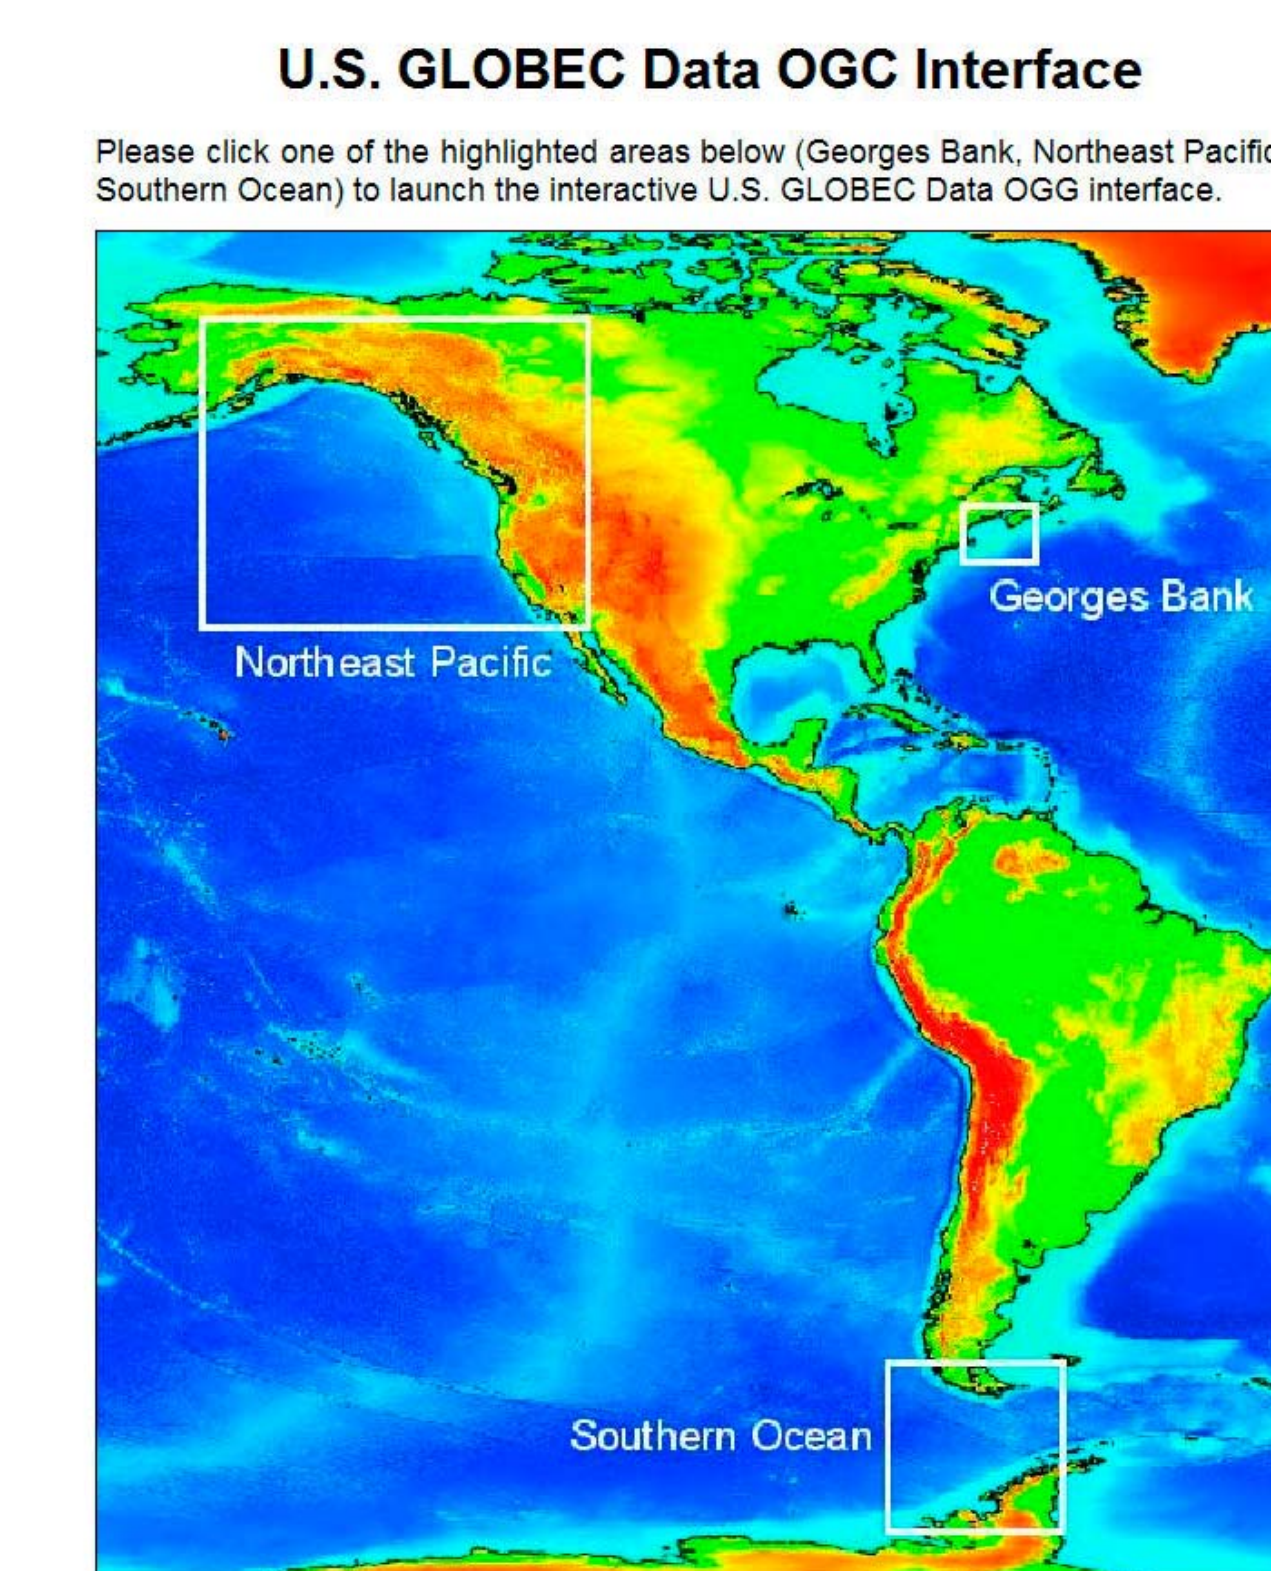 U.S. GLOBEC Data OGC Interface
Please click one of the highlighted areas below (Georges Bank, Northeast Pacific
Southern Ocean) to launch the interactive U.S. GLOBEC Data OGG interface.
Georges Bank
Northeast Pacific
Southern Ocean